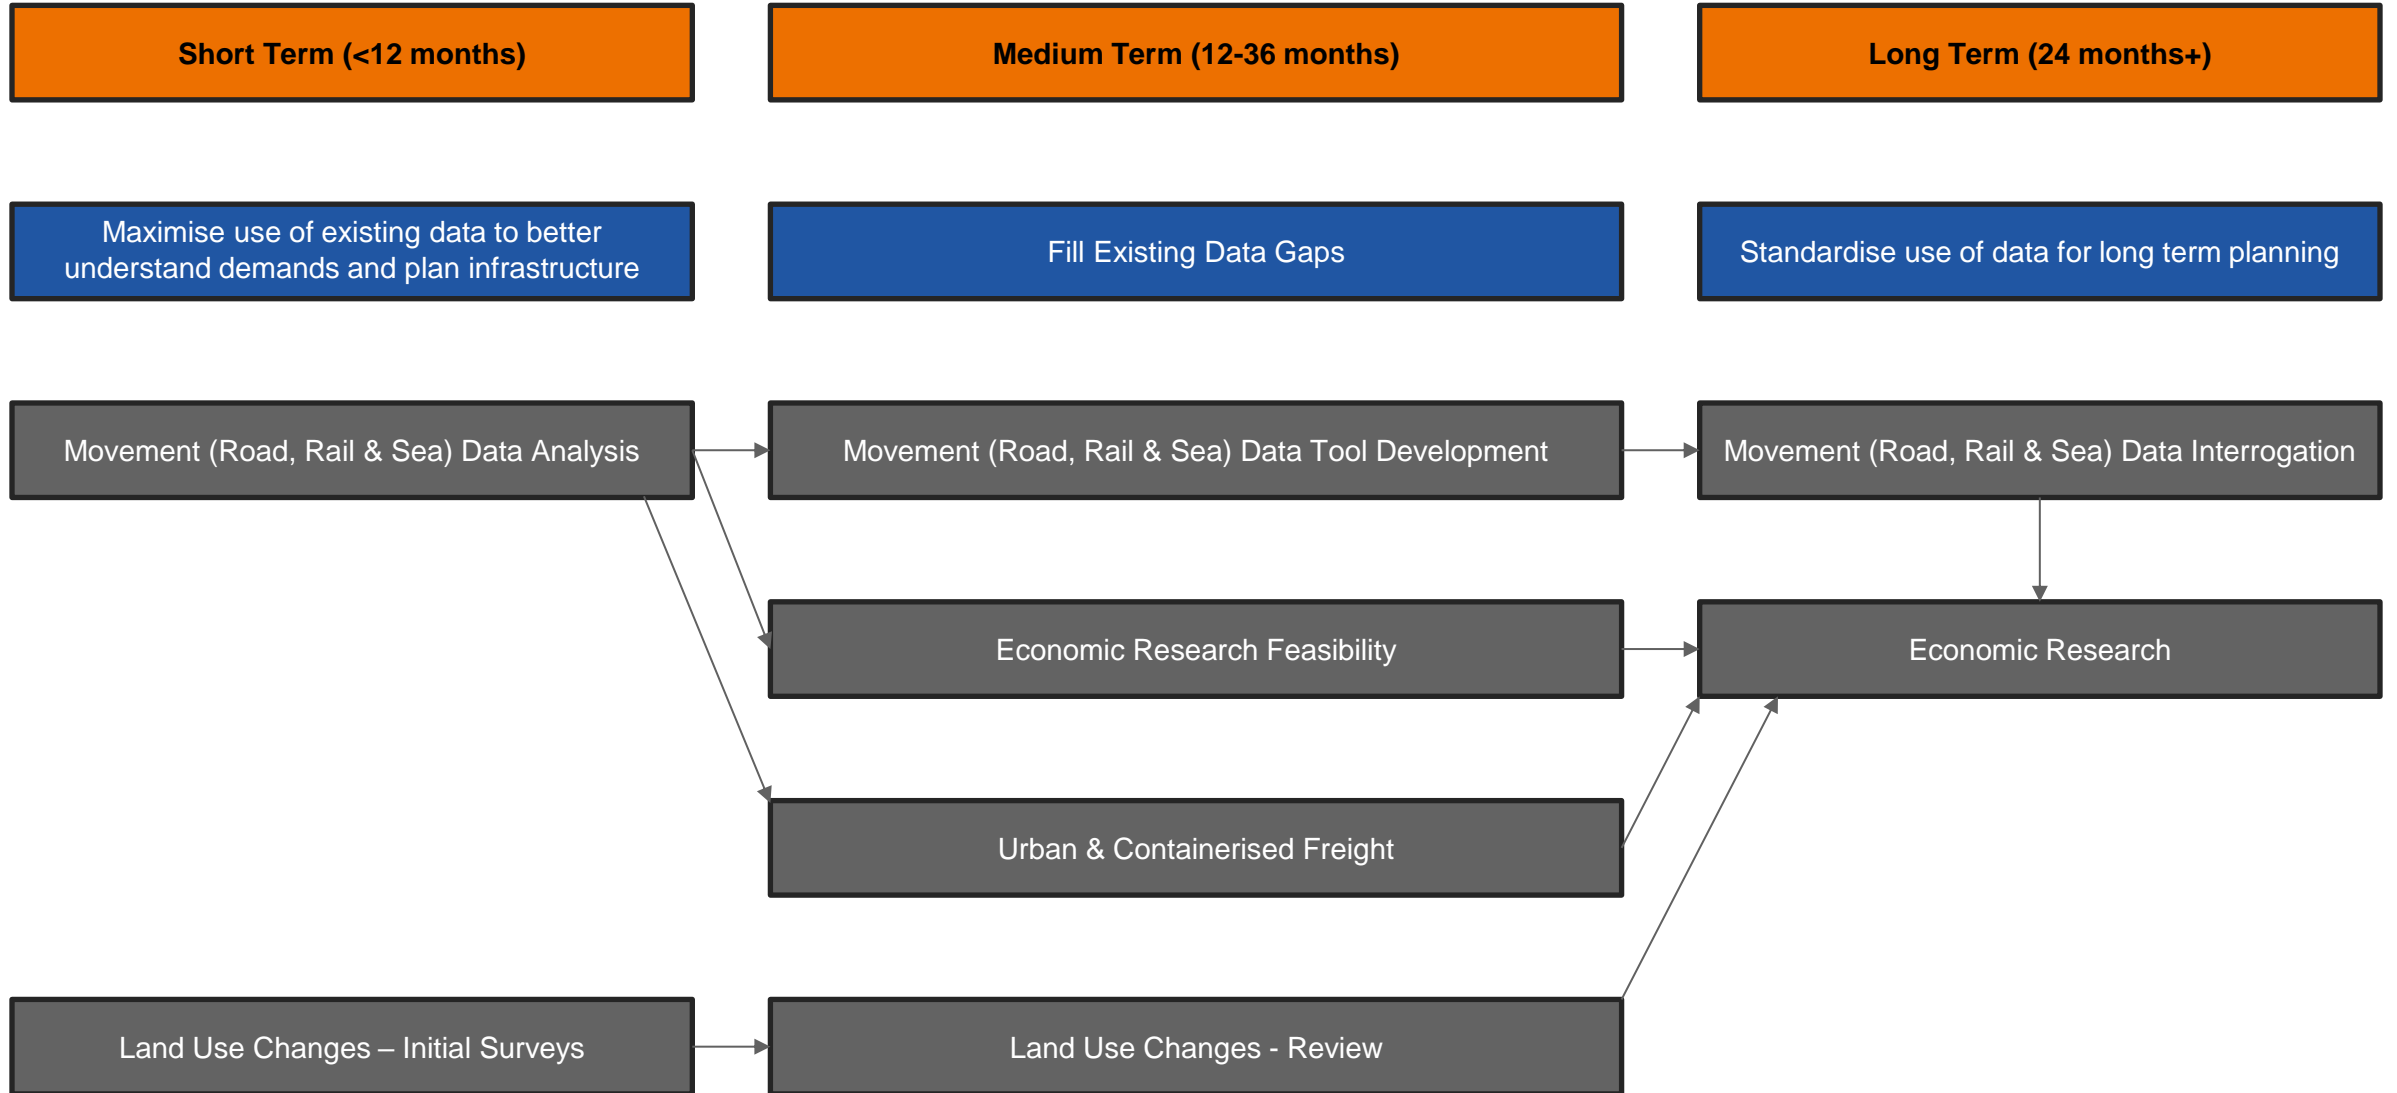 Short Term (<12 months)
Medium Term (12-36 months)
Long Term (24 months+)
Maximise use of existing data to better
understand demands and plan infrastructure
Fill Existing Data Gaps
Standardise use of data for long term planning
Movement (Road, Rail & Sea) Data Analysis
Movement (Road, Rail & Sea) Data Tool Development
Movement (Road, Rail & Sea) Data Interrogation
Economic Research Feasibility
Economic Research
Urban & Containerised Freight
Land Use Changes – Initial Surveys
Land Use Changes - Review